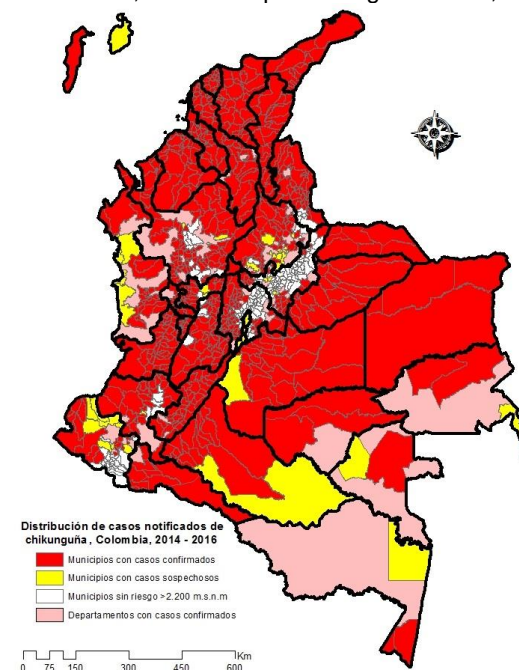 Distribución de casos notificados de
chikunguña, Colombia, 2014 - 2016
Municipios con casos confirmados
Municipios con casos sospechosos
Municipios sin riesgo >2.200 m.s.n.m
Departamentos con casos confirmados
Km
0 75 150 300 450 600